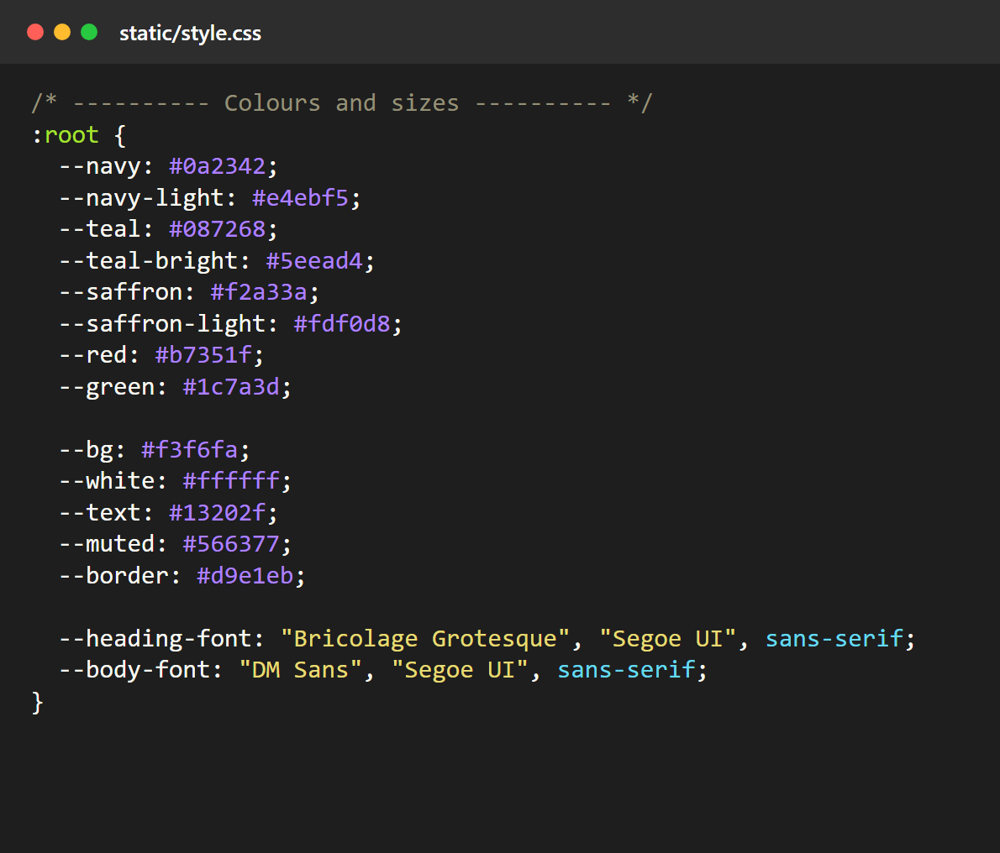 static/style.css
/* ---------- Colours and sizes ---------- */
:root {
  --navy: #0a2342;
  --navy-light: #e4ebf5;
  --teal: #087268;
  --teal-bright: #5eead4;
  --saffron: #f2a33a;
  --saffron-light: #fdf0d8;
  --red: #b7351f;
  --green: #1c7a3d;

  --bg: #f3f6fa;
  --white: #ffffff;
  --text: #13202f;
  --muted: #566377;
  --border: #d9e1eb;

  --heading-font: "Bricolage Grotesque", "Segoe UI", sans-serif;
  --body-font: "DM Sans", "Segoe UI", sans-serif;
}